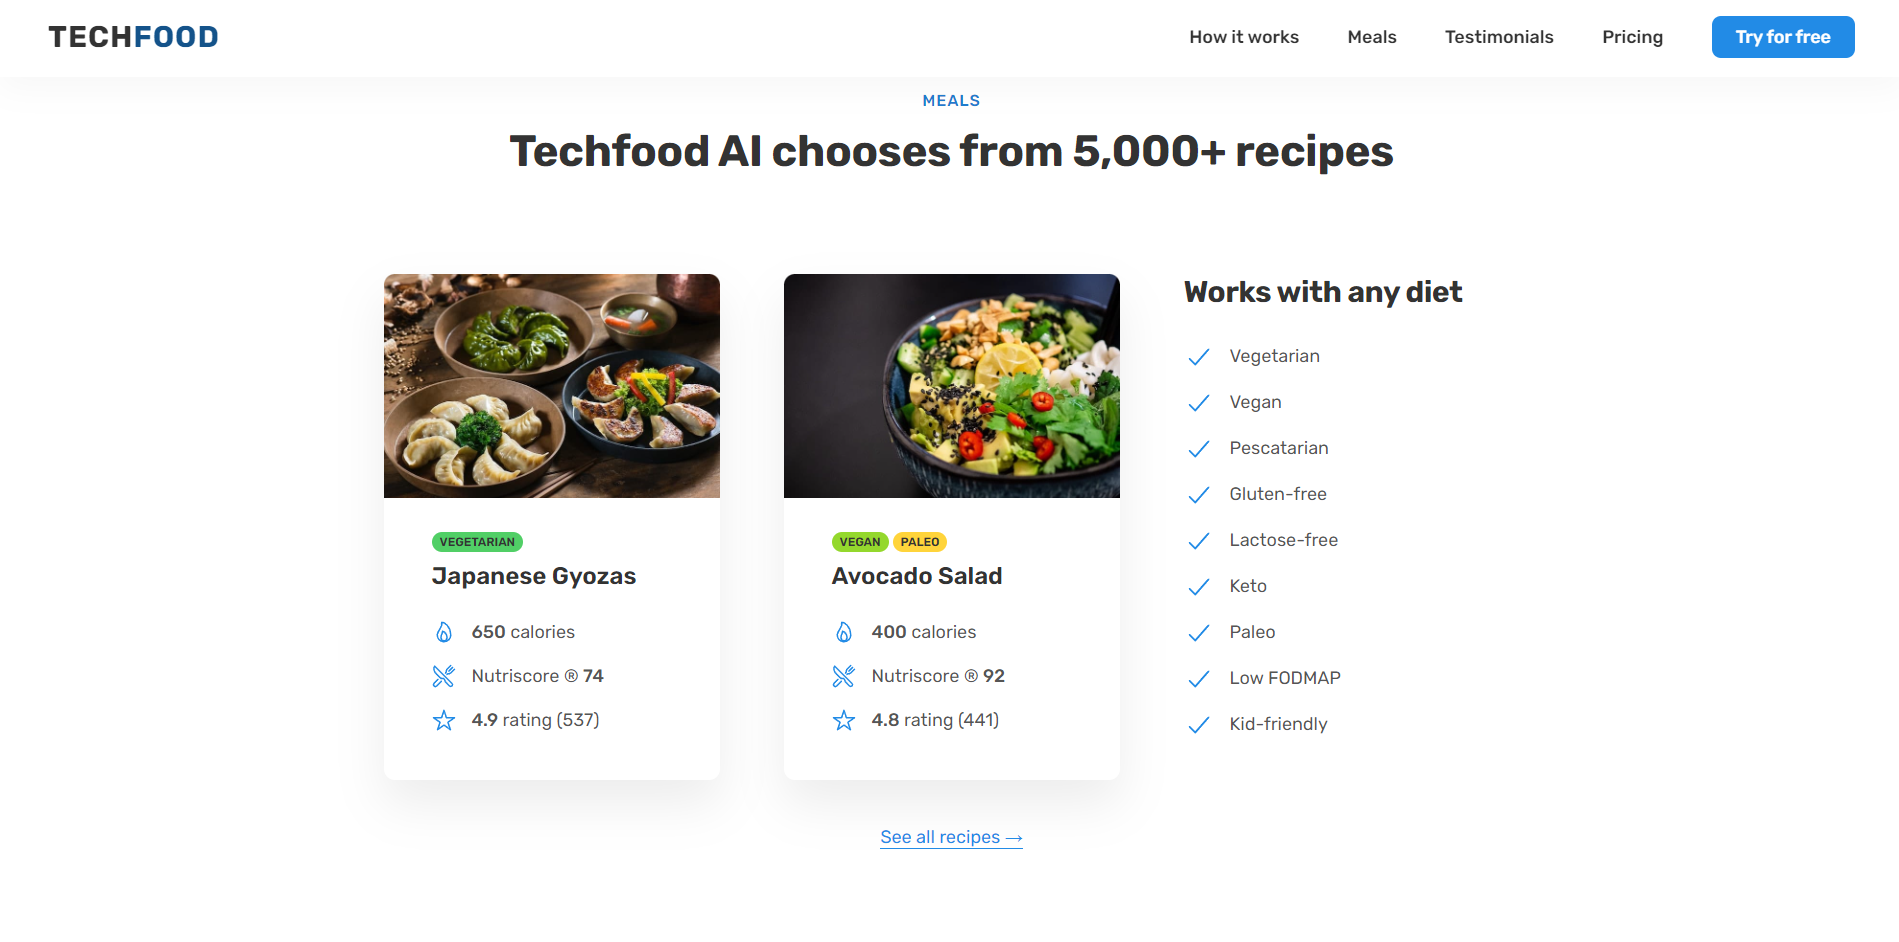 TECHFOOD
How it works
Meals
Testimonials
Pricing
Try for free
MEALS
Techfood AI chooses from 5,000+ recipes
VEGETARIAN
Japanese Gyozas
650 calories
Nutriscore ® 74
4.9 rating (537)
VEGAN PALEO
Avocado Salad
400 calories
Nutriscore ® 92
4.8 rating (441)
Works with any diet
Vegetarian
Vegan
Pescatarian
Gluten-free
Lactose-free
Keto
Paleo
Low FODMAP
Kid-friendly
See all recipes →